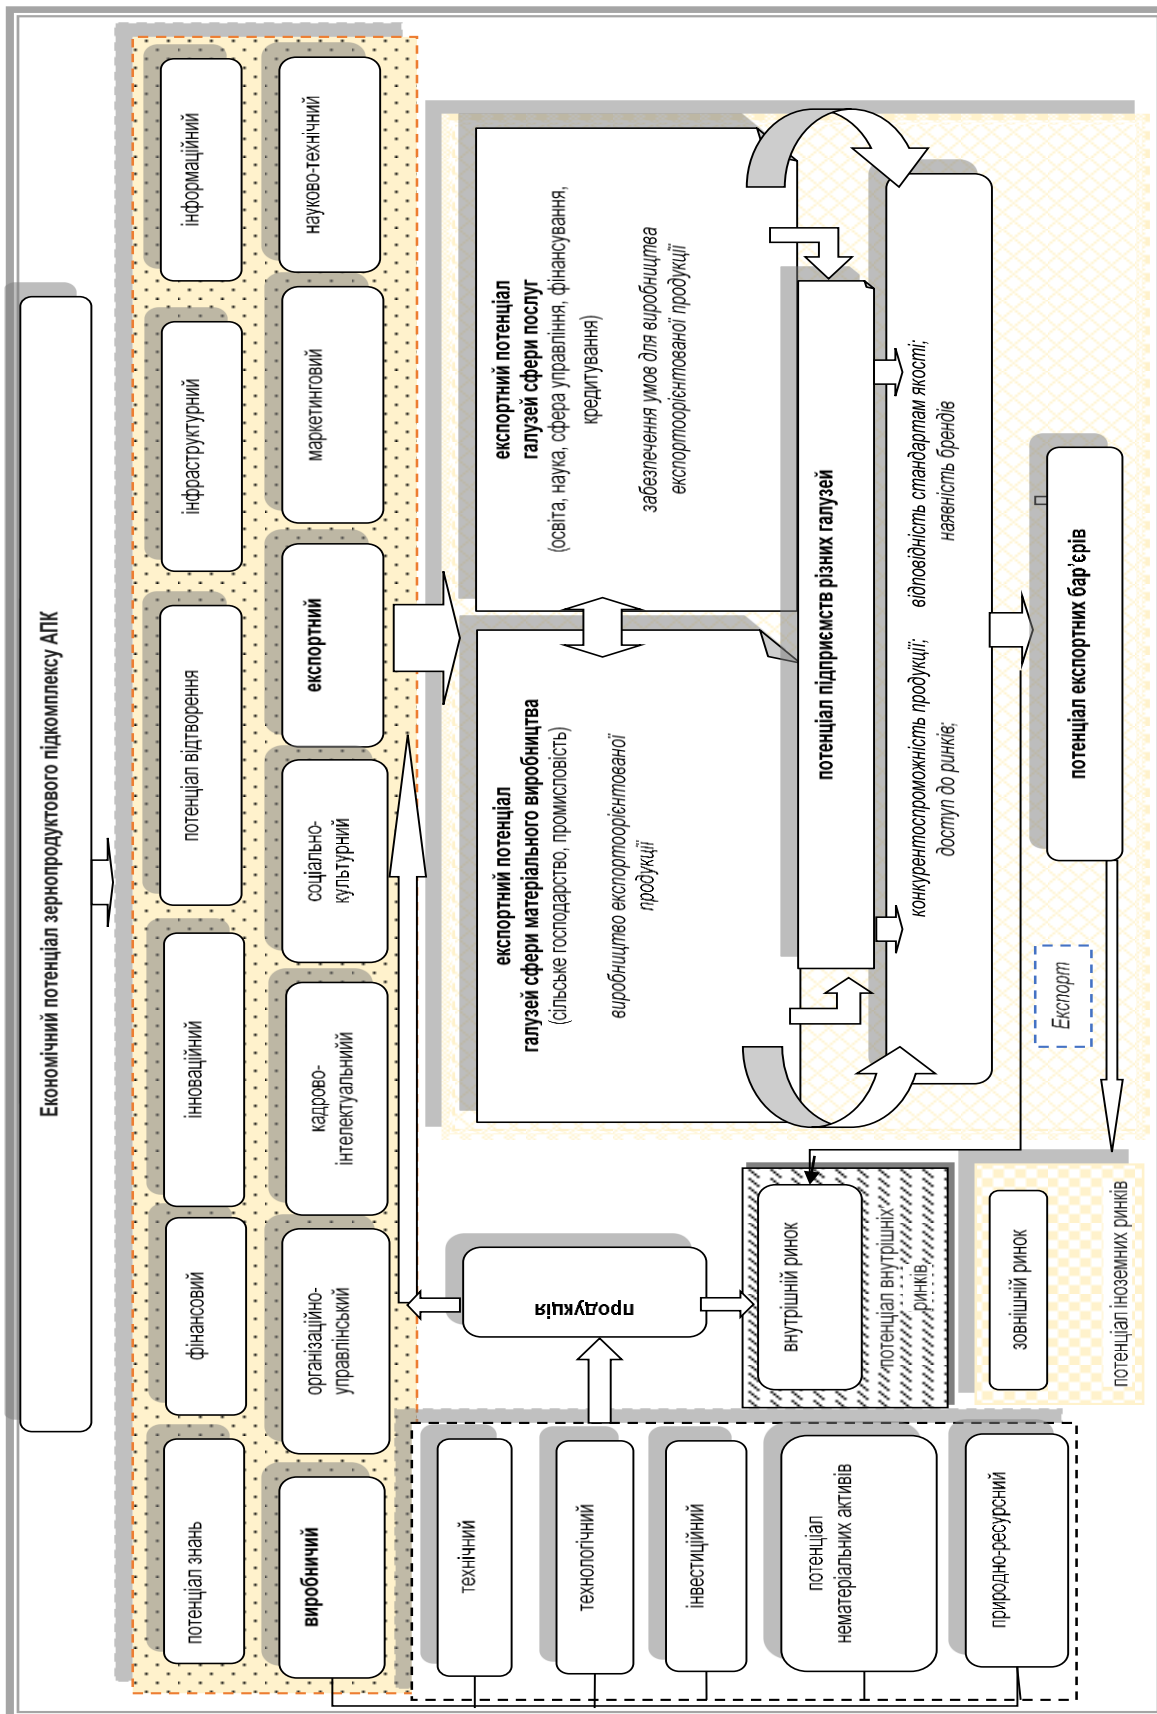 Економічний потенціал зернопродуктового підкомплексу АПК
потенціал знань
фінансовий
інноваційний
потенціал відтворення
інфраструктурний
інформаційний
виробничий
організаційно-
управлінський
кадрово-
інтелектуальнийй
соціально-
культурний
експортний
маркетинговий
науково-технічний
технічний
технологічний
інвестиційний
потенціал
нематеріальних активів
природно-ресурсний
продукція
внутрішній ринок
потенціал внутрішніх
ринків
зовнішній ринок
потенціал іноземних ринків
експортний потенціал
галузей сфери матеріального виробництва
(сільське господарство, промисловість)
виробництво експортоорієнтованої
продукції
експортний потенціал
галузей сфери послуг
(освіта, наука, сфера управління, фінансування,
кредитування)
забезпечення умов для виробництва
експортоорієнтованої продукції
потенціал підприємств різних галузей
конкурентоспроможність продукції;
доступ до ринків;
відповідність стандартам якості;
наявність брендів
П
потенціал експортних бар’єрів
Експорт